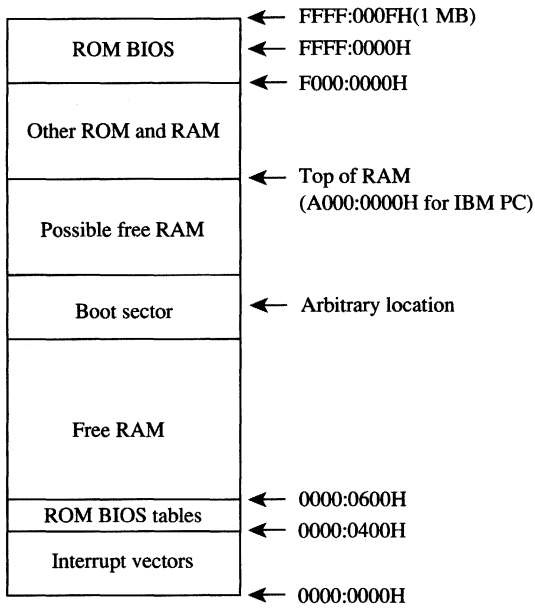 FFFF:000FH(1 MB)
ROM BIOS
FFFF:0000H
F000:0000H
Other ROM and RAM
Top of RAM
(A000:0000H for IBM PC)
Possible free RAM
Boot sector
Arbitrary location
Free RAM
0000:0600H
ROM BIOS tables
0000:0400H
Interrupt vectors
0000:0000H